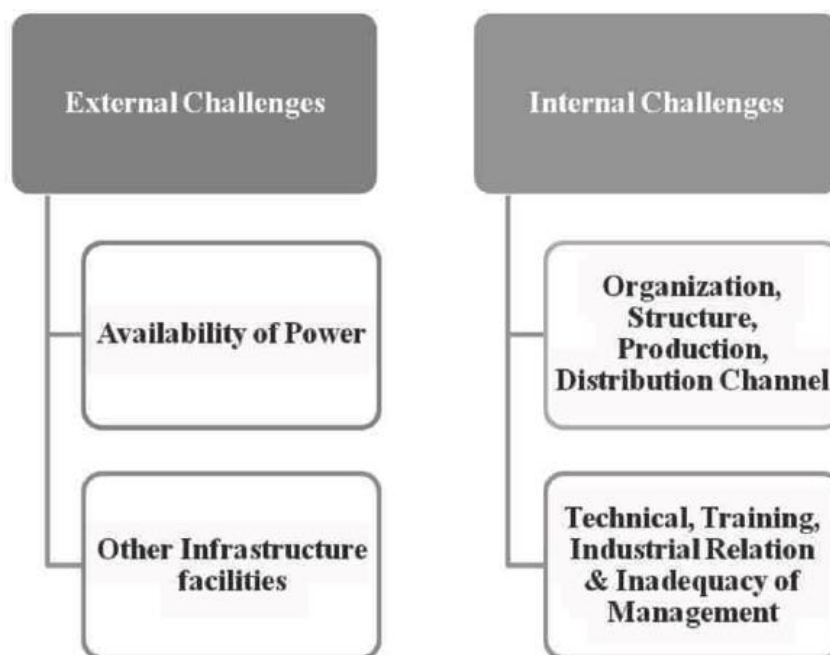 External Challenges
Availability of Power
Other Infrastructure
facilities
Internal Challenges
Organization,
Structure,
Production,
Distribution Channel
Technical, Training,
Industrial Relation
& Inadequacy of
Management